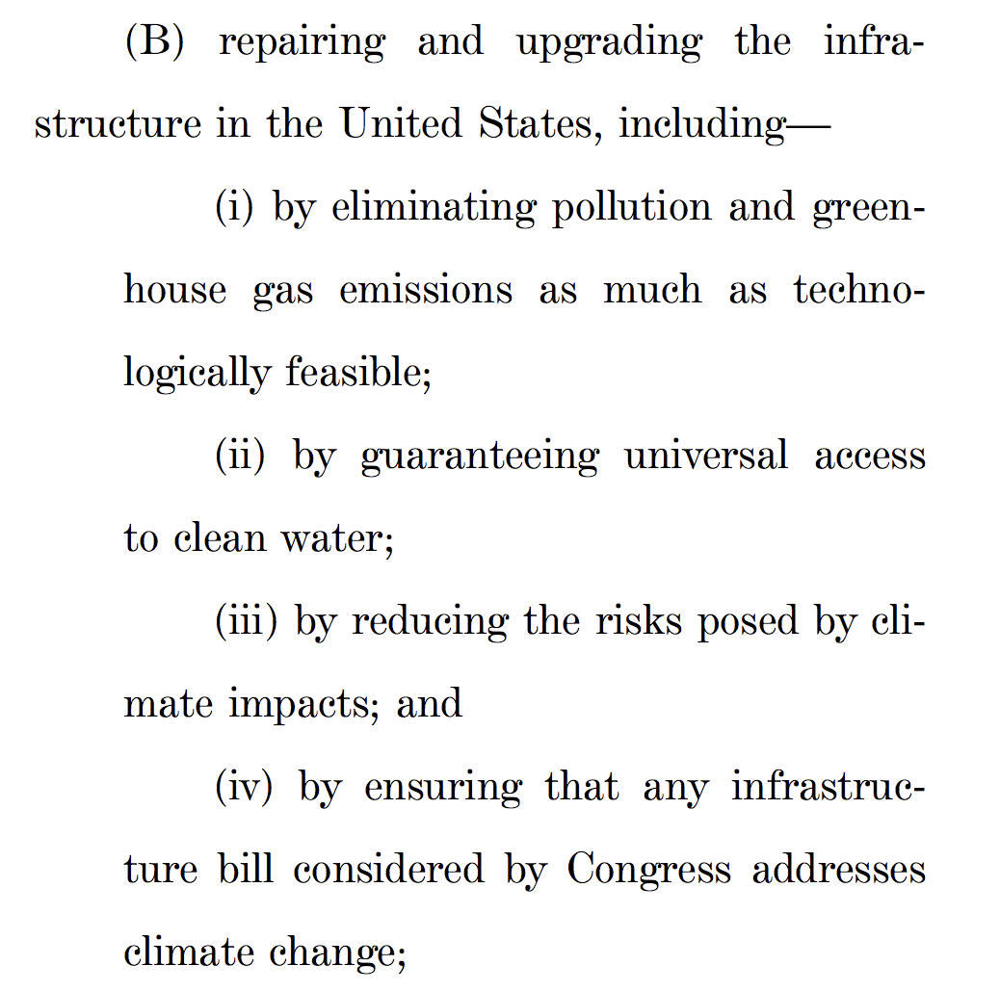 (B) repairing and upgrading the infra-
structure in the United States, including—
(i) by eliminating pollution and green-
house gas emissions as much as techno-
logically feasible;
(ii) by guaranteeing universal access
to clean water;
(iii) by reducing the risks posed by cli-
mate impacts; and
(iv) by ensuring that any infrastruc-
ture bill considered by Congress addresses
climate change;